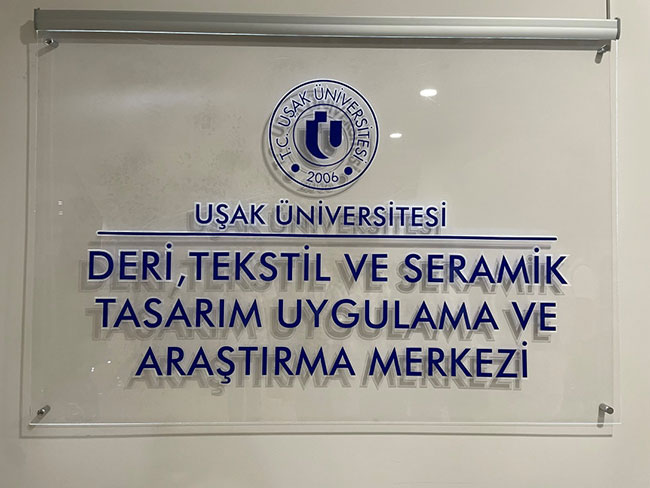 T.C. UŞAK ÜNİVERSİTESİ
2006
UŞAK ÜNİVERSİTESİ
DERİ, TEKSTİL VE SERAMİK
TASARIM UYGULAMA VE
ARAŞTIRMA MERKEZİ